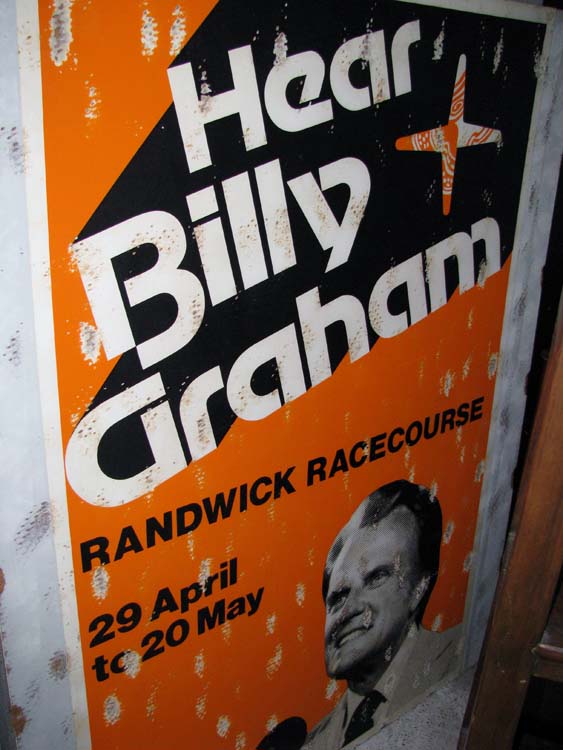 Hear
Billy
Graham
RANDWICK RACECOURSE
29 April
to 20 May